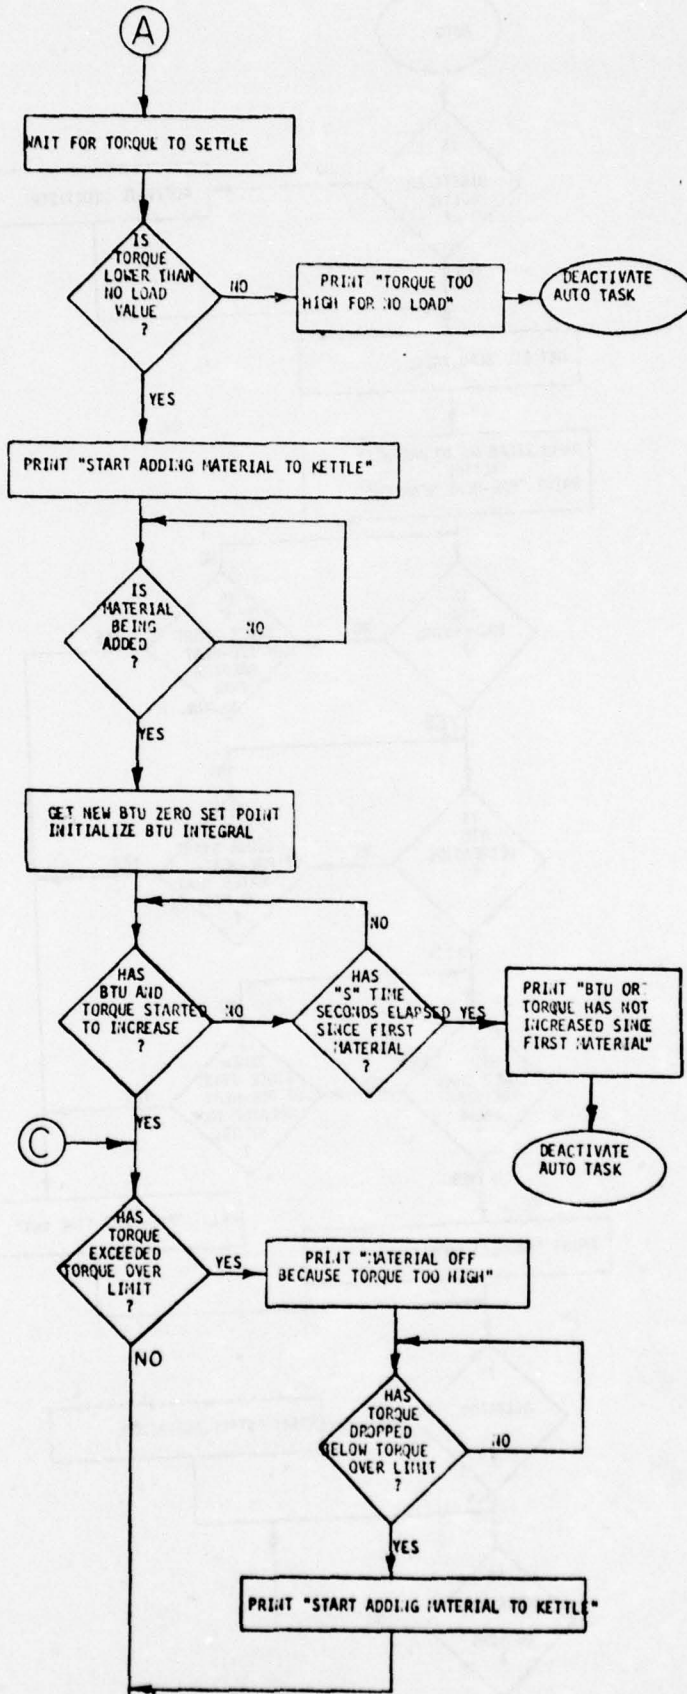 A
WAIT FOR TORQUE TO SETTLE
IS
TORQUE
LOWER THAN
NO LOAD
VALUE
?
NO
PRINT "TORQUE TOO
HIGH FOR NO LOAD"
DEACTIVATE
AUTO TASK
YES
PRINT "START ADDING MATERIAL TO KETTLE"
IS
MATERIAL
BEING
ADDED
?
NO
YES
GET NEW BTU ZERO SET POINT
INITIALIZE BTU INTEGRAL
HAS
BTU AND
TORQUE STARTED
TO INCREASE
?
NO
HAS
"S" TIME
SECONDS ELAPSED
SINCE FIRST
MATERIAL
?
NO
YES
PRINT "BTU OR
TORQUE HAS NOT
INCREASED SINCE
FIRST MATERIAL"
DEACTIVATE
AUTO TASK
YES
C
HAS
TORQUE
EXCEEDED
TORQUE OVER
LIMIT
?
YES
PRINT "MATERIAL OFF
BECAUSE TORQUE TOO HIGH"
NO
HAS
TORQUE
DROPPED
BELOW TORQUE
OVER LIMIT
?
NO
YES
PRINT "START ADDING MATERIAL TO KETTLE"